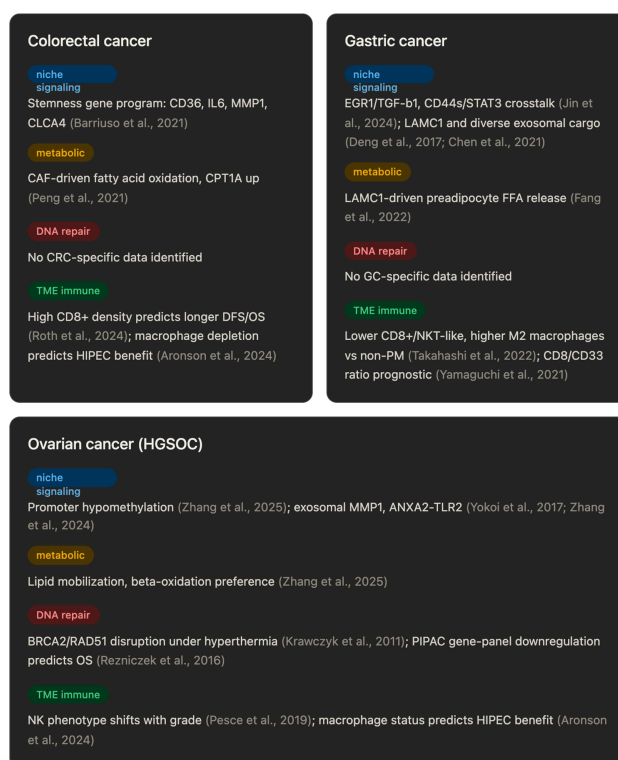 Colorectal cancer
niche
signaling
Stemness gene program: CD36, IL6, MMP1,
CLCA4 (Barriuso et al., 2021)
metabolic
CAF-driven fatty acid oxidation, CPT1A up
(Peng et al., 2021)
DNA repair
No CRC-specific data identified
TME immune
High CD8+ density predicts longer DFS/OS
(Roth et al., 2024); macrophage depletion
predicts HIPEC benefit (Aronson et al., 2024)
Gastric cancer
niche
signaling
EGR1/TGF-b1, CD44s/STAT3 crosstalk (Jin et
al., 2024); LAMC1 and diverse exosomal cargo
(Deng et al., 2017; Chen et al., 2021)
metabolic
LAMC1-driven preadipocyte FFA release (Fang
et al., 2022)
DNA repair
No GC-specific data identified
TME immune
Lower CD8+/NKT-like, higher M2 macrophages
vs non-PM (Takahashi et al., 2022); CD8/CD33
ratio prognostic (Yamaguchi et al., 2021)
Ovarian cancer (HGSOC)
niche
signaling
Promoter hypomethylation (Zhang et al., 2025); exosomal MMP1, ANXA2-TLR2 (Yokoi et al., 2017; Zhang
et al., 2024)
metabolic
Lipid mobilization, beta-oxidation preference (Zhang et al., 2025)
DNA repair
BRCA2/RAD51 disruption under hyperthermia (Krawczyk et al., 2011); PIPAC gene-panel downregulation
predicts OS (Rezniczek et al., 2016)
TME immune
NK phenotype shifts with grade (Pesce et al., 2019); macrophage status predicts HIPEC benefit (Aronson
et al., 2024)